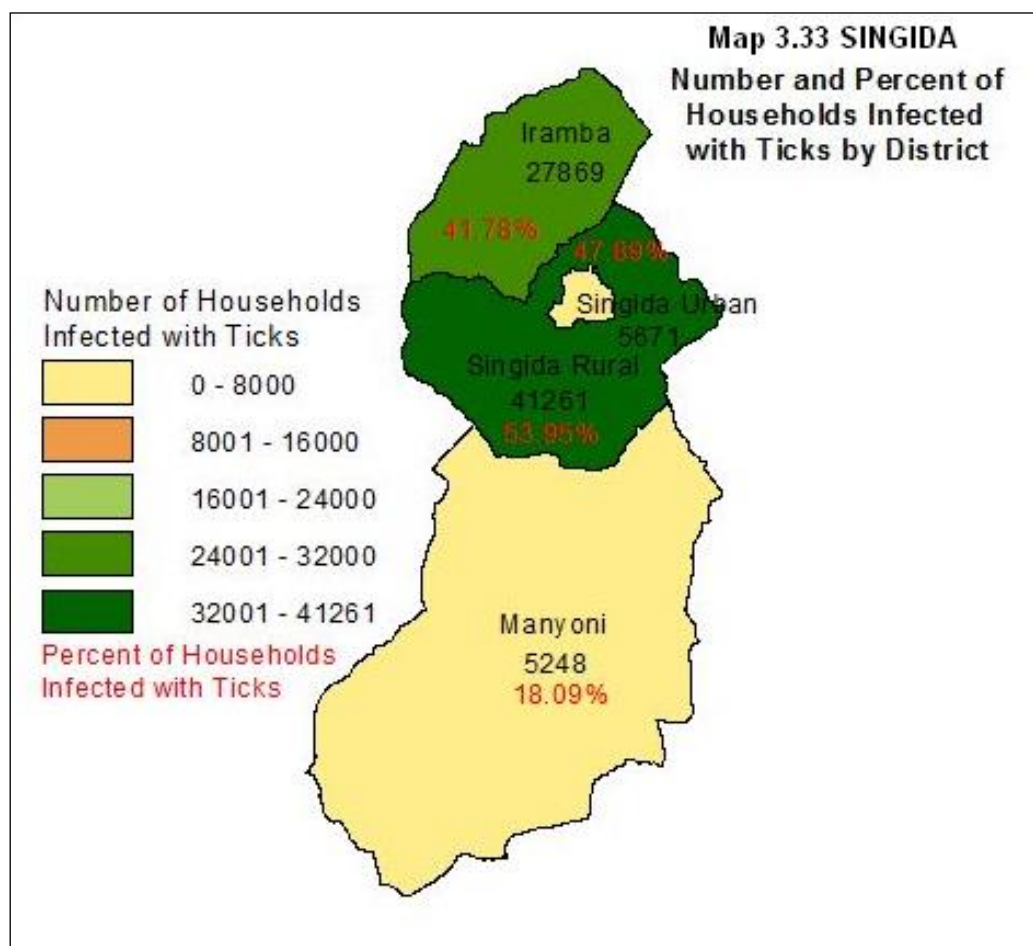 Map 3.33 SINGIDA
Number and Percent of
Households Infected
with Ticks by District
Iramba
27869
41.78%
47.89%
Singida Urban
5671
Singida Rural
41261
53.95%
Manyoni
5248
18.09%
Number of Households
Infected with Ticks
0 - 8000
8001 - 16000
16001 - 24000
24001 - 32000
32001 - 41261
Percent of Households
Infected with Ticks